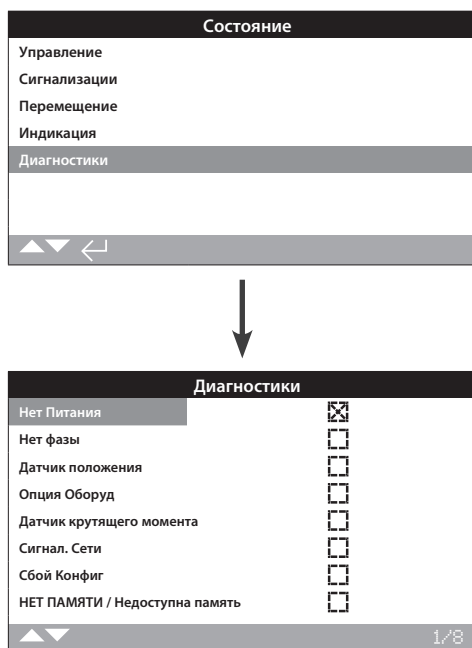 Состояние
Управление
Сигнализации
Перемещение
Индикация
Диагностики
Диагностики
Нет Питания
Нет фазы
Датчик положения
Опция Оборуд
Датчик крутящего момента
Сигнал. Сети
Сбой Конфиг
НЕТ ПАМЯТИ / Недоступна память
1/8